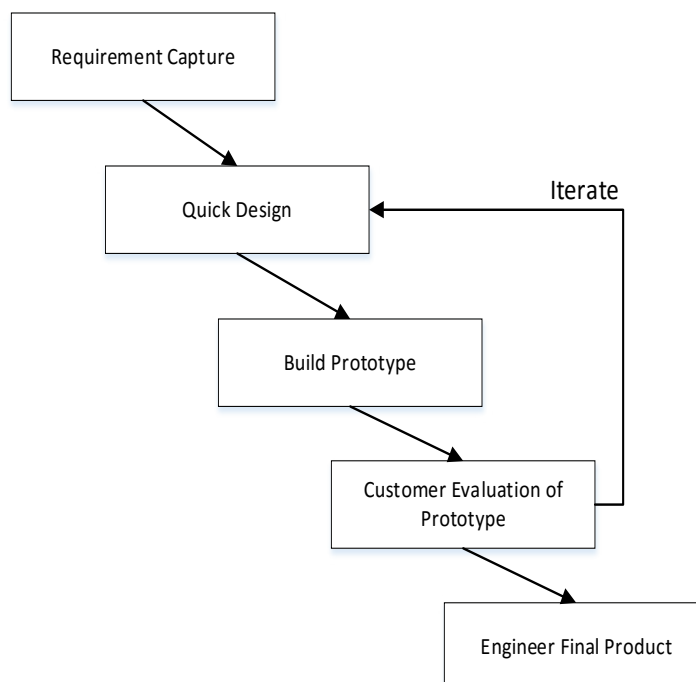 Requirement Capture
Iterate
Quick Design
Build Prototype
Customer Evaluation of
Prototype
Engineer Final Product